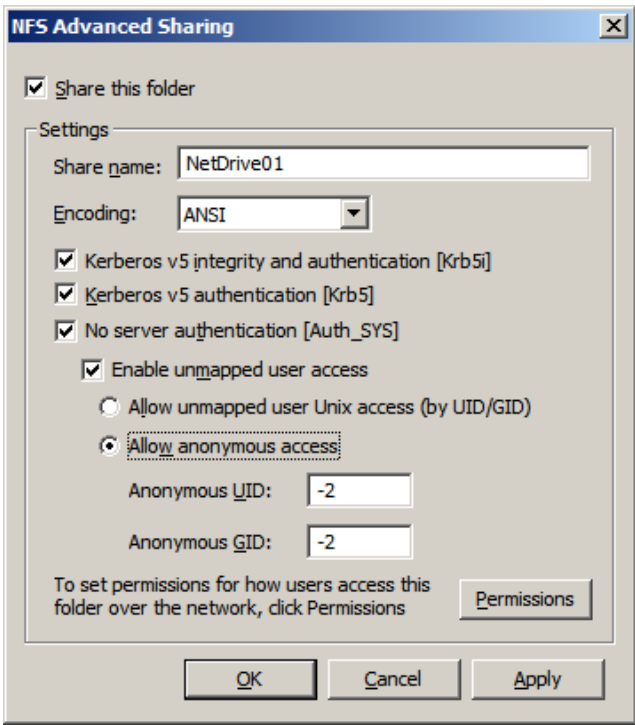 NFS Advanced Sharing
Share this folder
Settings
Share name: NetDrive01
Encoding: ANSI
Kerberos v5 integrity and authentication [Krb5i]
Kerberos v5 authentication [Krb5]
No server authentication [Auth_SYS]
Enable unmapped user access
Allow unmapped user Unix access (by UID/GID)
Allow anonymous access
Anonymous UID: -2
Anonymous GID: -2
To set permissions for how users access this
folder over the network, click Permissions
Permissions
OK Cancel Apply